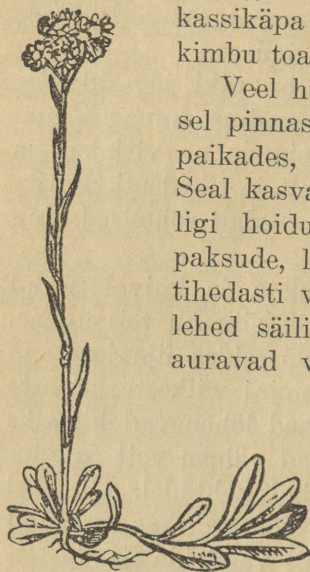 kassikäpa
kimbu toa
Veel h
sel pinnas
paikades,
Seal kasva
ligi hoidu
paksude, l
tihedasti v
lehed säili
auravad v